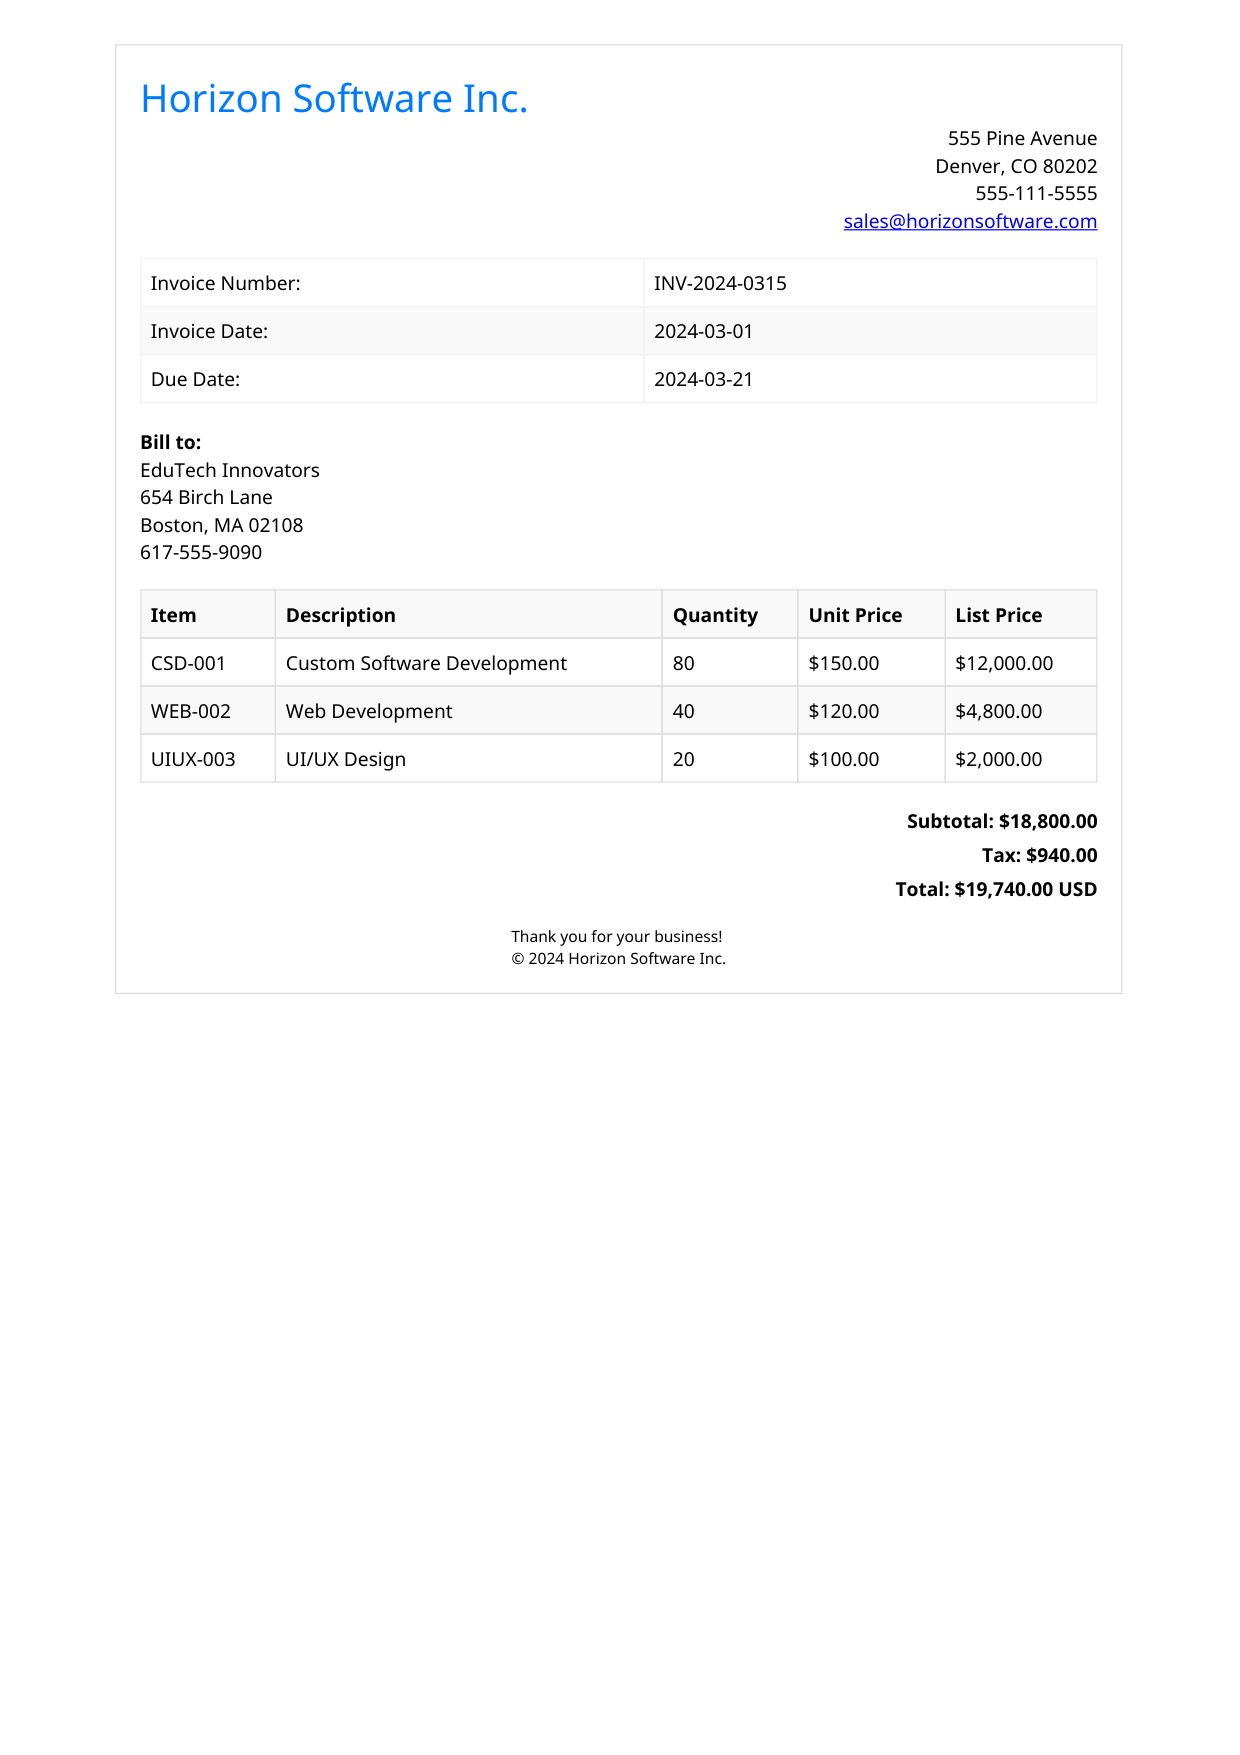 Horizon Software Inc.
555 Pine Avenue
Denver, CO 80202
555-111-5555
sales@horizonsoftware.com
Invoice Number: INV-2024-0315
Invoice Date: 2024-03-01
Due Date: 2024-03-21
Bill to:
EduTech Innovators
654 Birch Lane
Boston, MA 02108
617-555-9090
Item Description Quantity Unit Price List Price
CSD-001 Custom Software Development 80 $150.00 $12,000.00
WEB-002 Web Development 40 $120.00 $4,800.00
UIUX-003 UI/UX Design 20 $100.00 $2,000.00
Subtotal: $18,800.00
Tax: $940.00
Total: $19,740.00 USD
Thank you for your business!
© 2024 Horizon Software Inc.